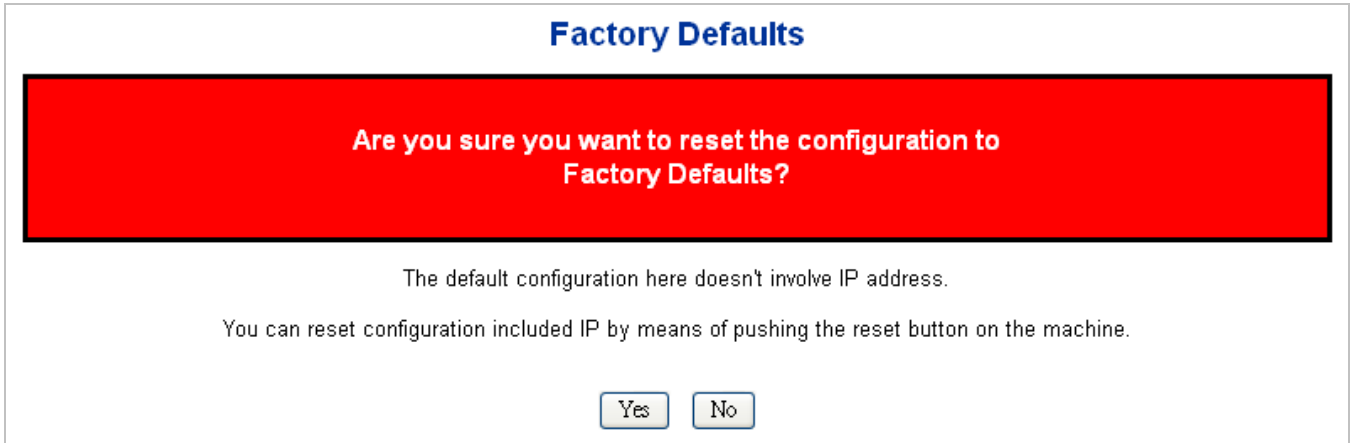 Factory Defaults
Are you sure you want to reset the configuration to
Factory Defaults?
The default configuration here doesn't involve IP address.
You can reset configuration included IP by means of pushing the reset button on the machine.
Yes No